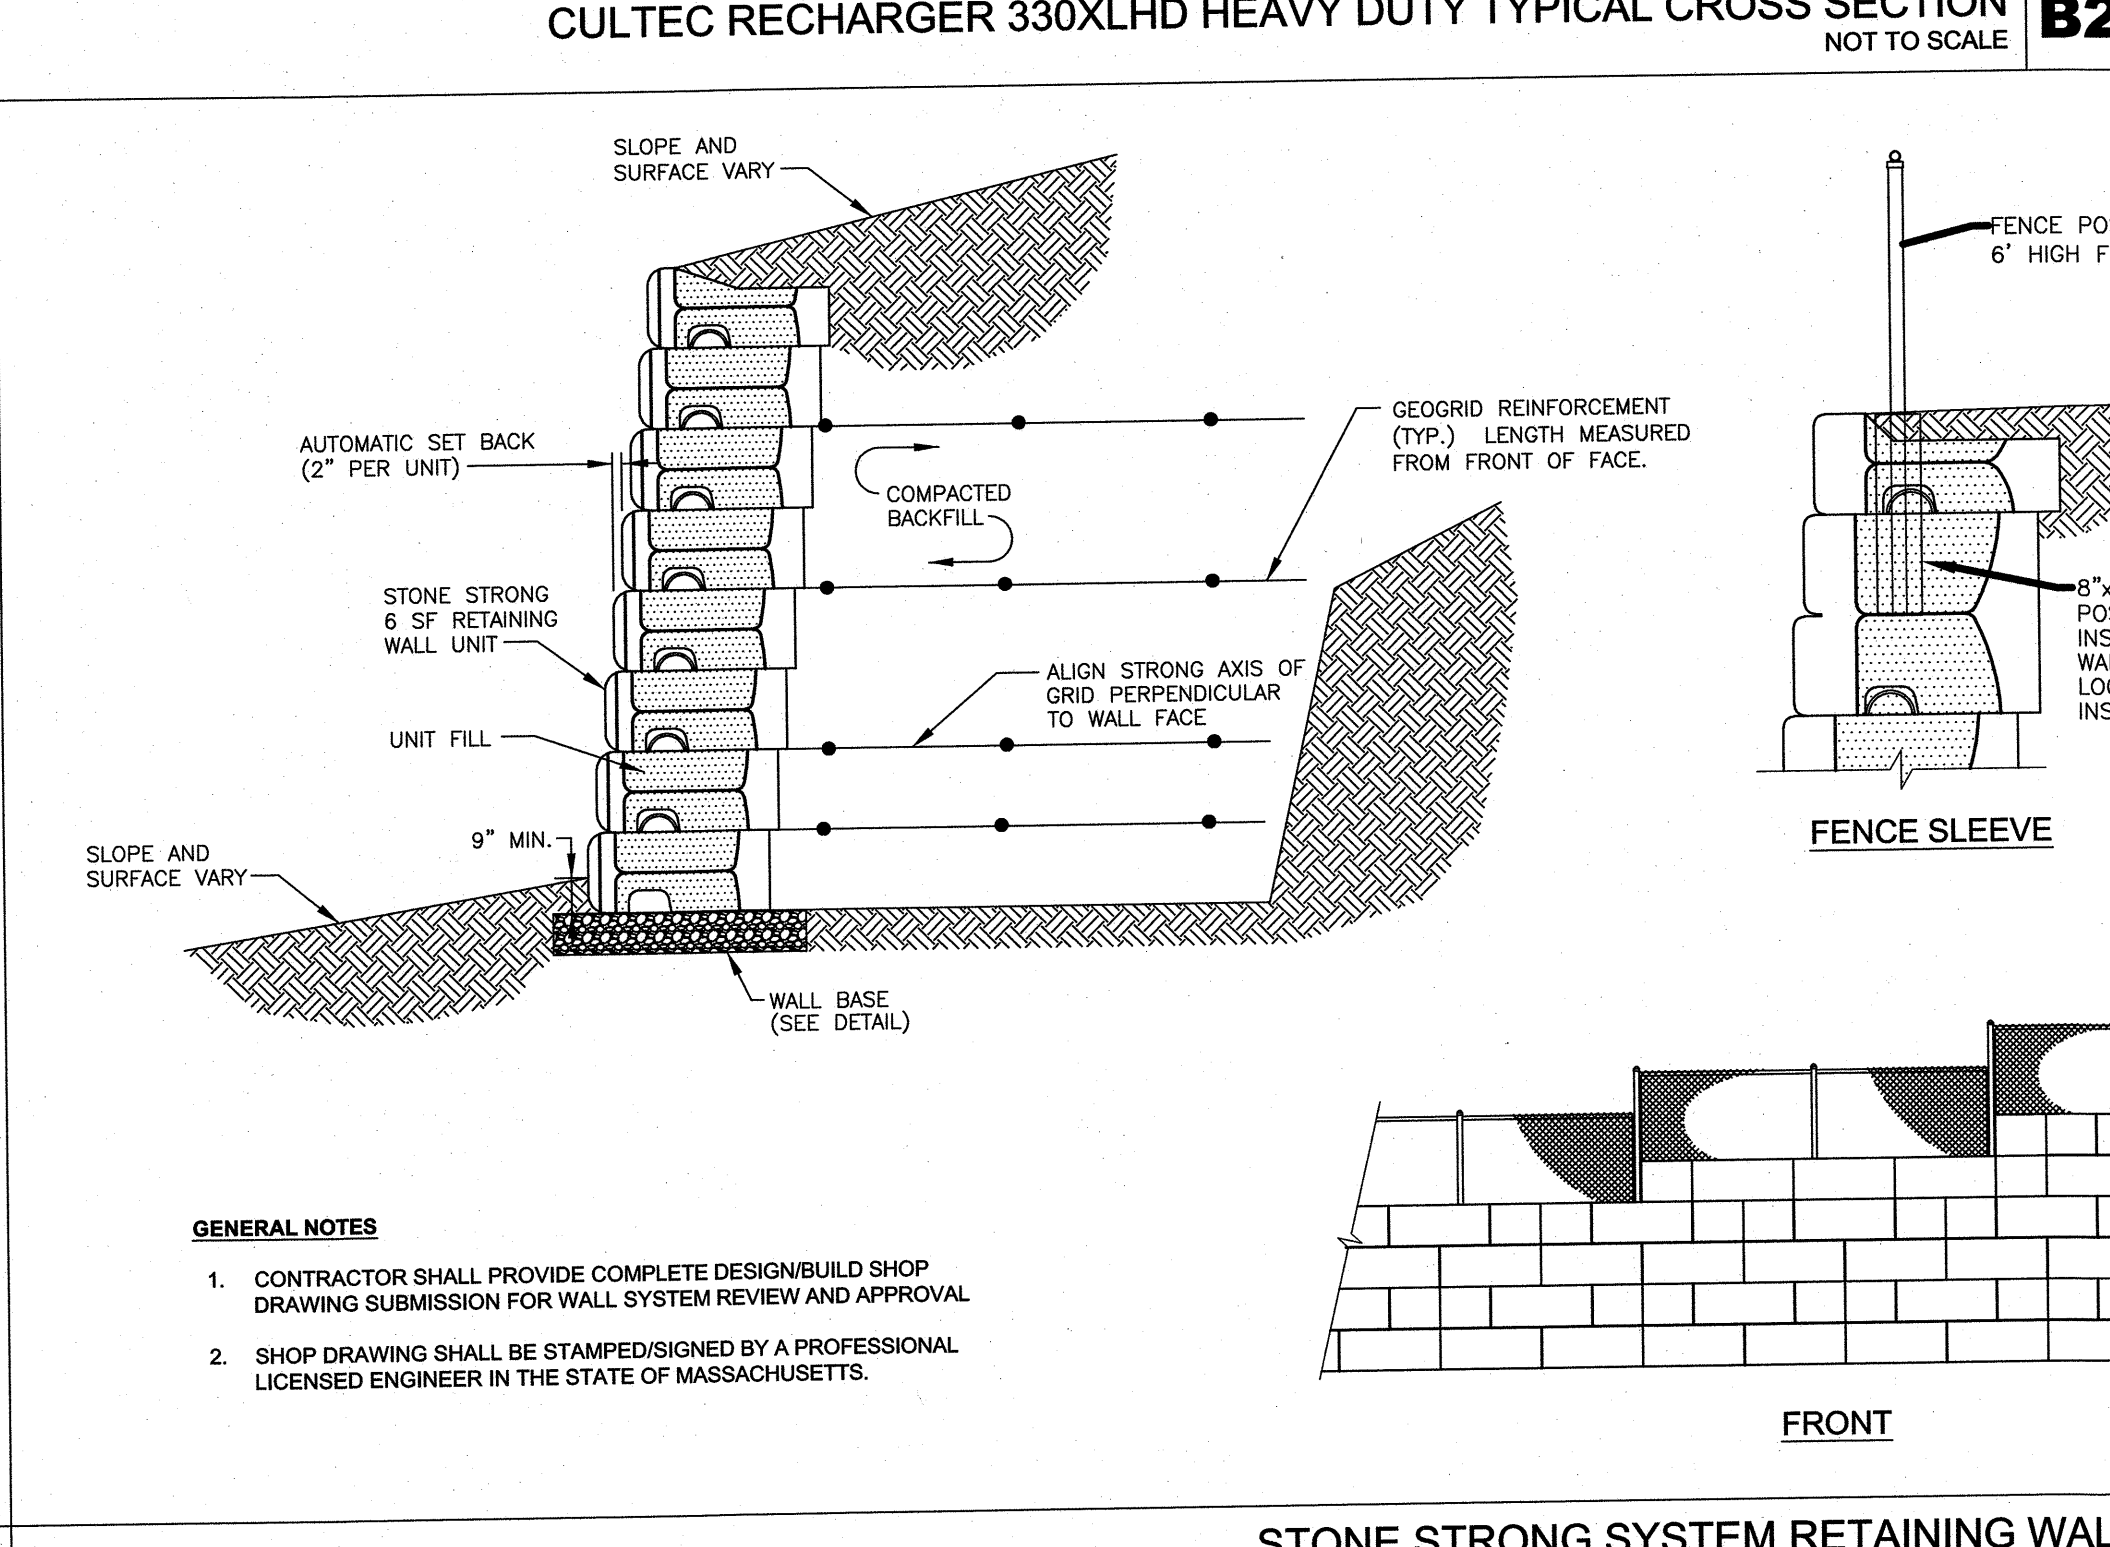 CULTEC RECHARGER 330XLHD HEAVY DUTY TYPICAL CROSS SECTION
NOT TO SCALE
B2
SLOPE AND
SURFACE VARY
AUTOMATIC SET BACK
(2" PER UNIT)
COMPACTED
BACKFILL
GEOGRID REINFORCEMENT
(TYP.) LENGTH MEASURED
FROM FRONT OF FACE.
STONE STRONG
6 SF RETAINING
WALL UNIT
ALIGN STRONG AXIS OF
GRID PERPENDICULAR
TO WALL FACE
UNIT FILL
9" MIN.
SLOPE AND
SURFACE VARY
WALL BASE
(SEE DETAIL)
FENCE
6' HIGH
8"
FENCE SLEEVE
GENERAL NOTES
1. CONTRACTOR SHALL PROVIDE COMPLETE DESIGN/BUILD SHOP
DRAWING SUBMISSION FOR WALL SYSTEM REVIEW AND APPROVAL
2. SHOP DRAWING SHALL BE STAMPED/SIGNED BY A PROFESSIONAL
LICENSED ENGINEER IN THE STATE OF MASSACHUSETTS.
FRONT
STONE STRONG SYSTEM RETAINING WAL